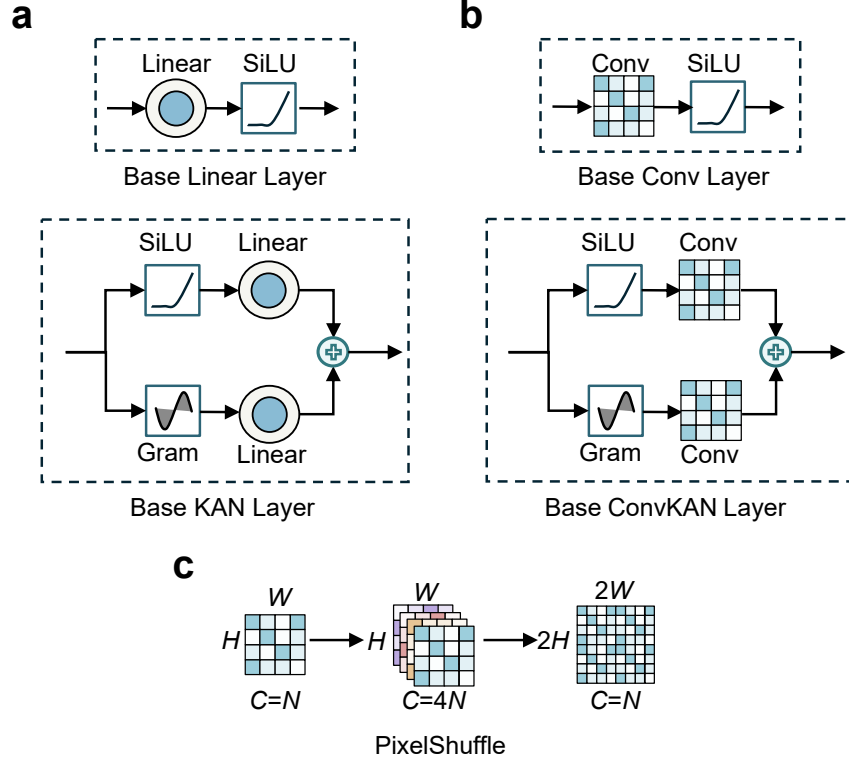 a
Linear SiLU
Base Linear Layer
SiLU Linear
Gram Linear
Base KAN Layer
b
Conv SiLU
Base Conv Layer
SiLU Conv
Gram Conv
Base ConvKAN Layer
c
W W 2W
H H 2H
C=N C=4N C=N
PixelShuffle